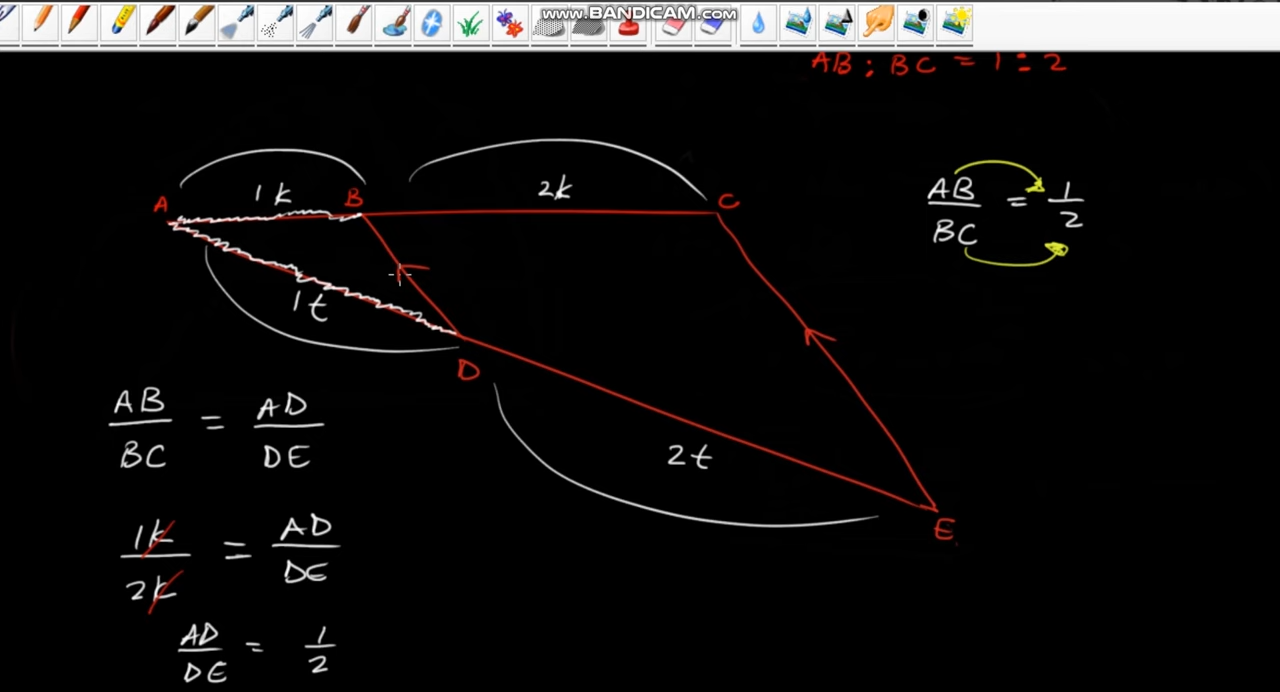 www.BANDICAM.com
AB : BC = 1 : 2
1k
2k
A
B
C
AB/BC = 1/2
1t
D
AB/BC = AD/DE
2t
E
1k/2k = AD/DE
AD/DE = 1/2